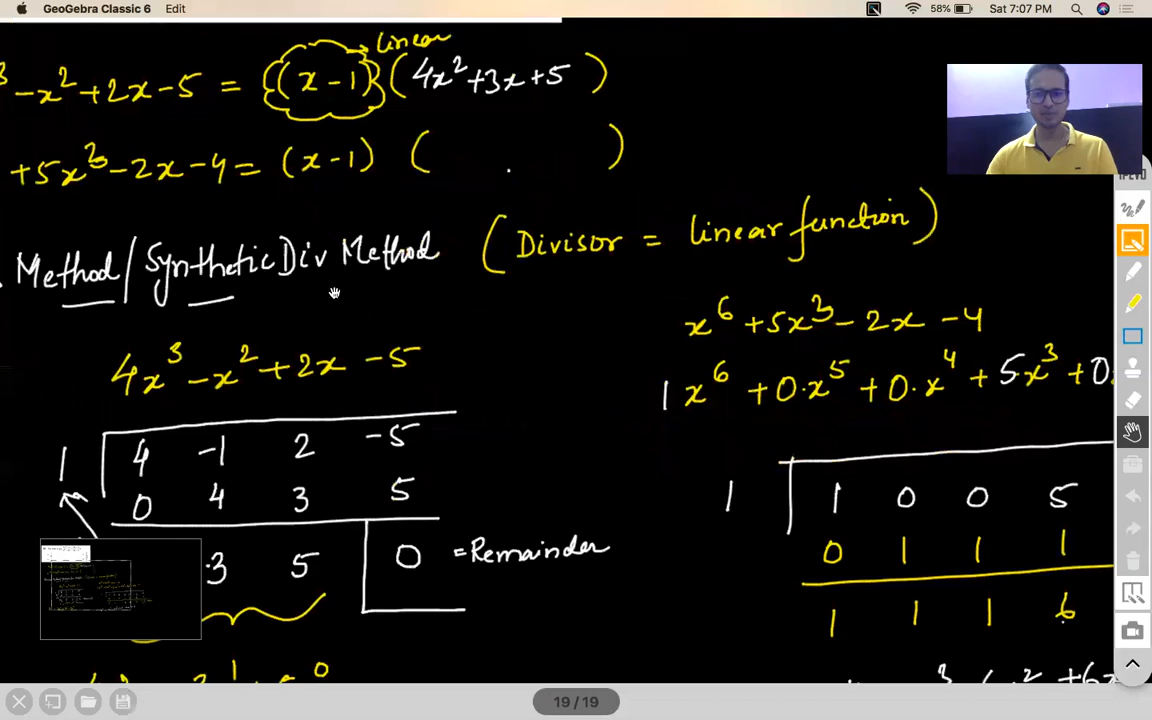 GeoGebra Classic 6 Edit 58% Sat 7:07 PM
linear
3 - x² + 2x - 5 = (x - 1) (4x² + 3x + 5)
+ 5x³ - 2x - 4 = (x - 1) ( . )
Method / Synthetic Div Method (Divisor = linear function)
x⁶ + 5x³ - 2x - 4
4x³ - x² + 2x - 5
1x⁶ + 0·x⁵ + 0·x⁴ + 5x³ + 0
1 4 -1 2 -5
0 4 3 5
3 5 0 = Remainder
1 1 0 0 5
0 1 1 1
1 1 1 6
19 / 19